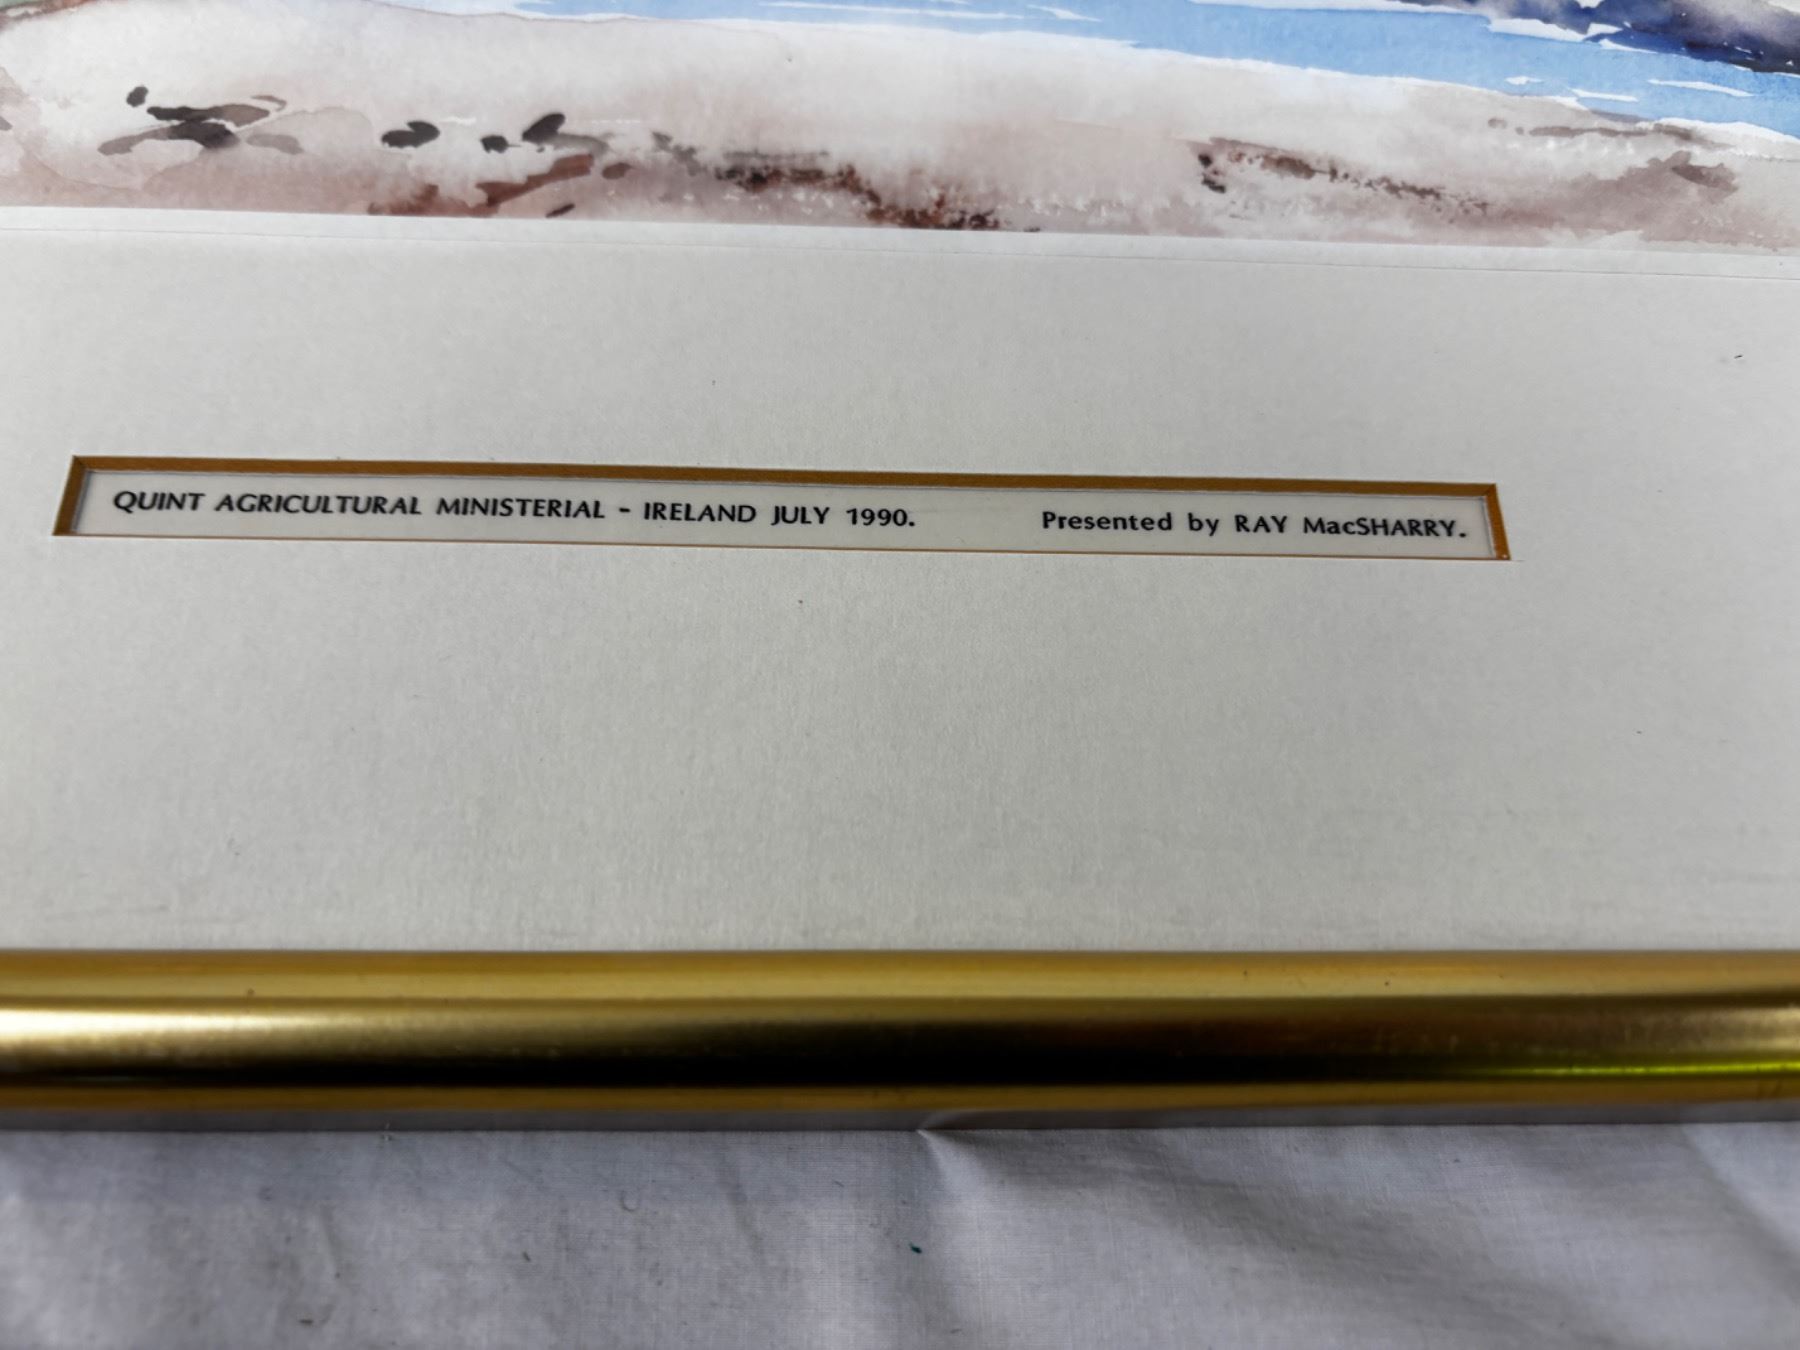 QUINT AGRICULTURAL MINISTERIAL - IRELAND JULY 1990. Presented by RAY MacSHARRY.